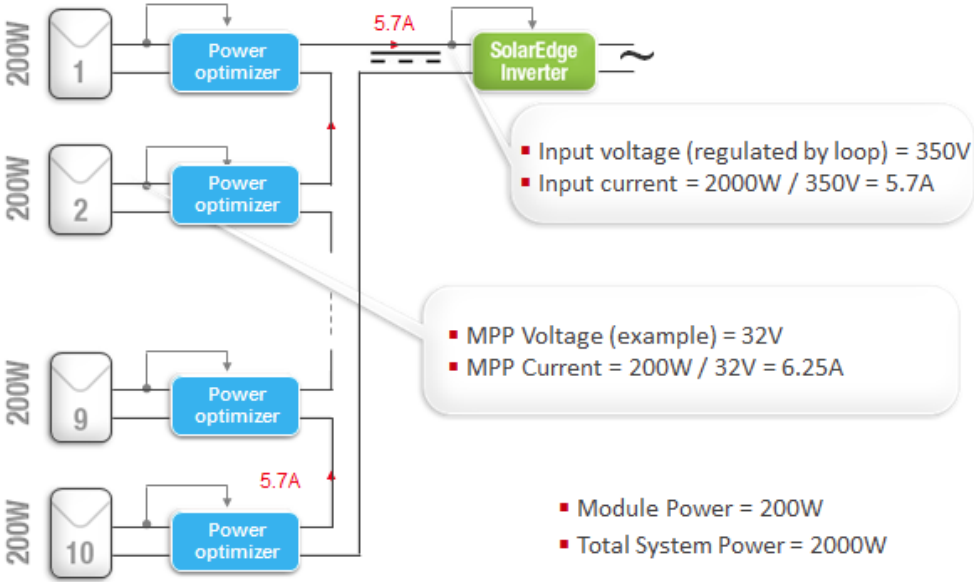 5.7A
200W
1
Power
optimizer
SolarEdge
Inverter
~
▪ Input voltage (regulated by loop) = 350V
▪ Input current = 2000W / 350V = 5.7A
200W
2
Power
optimizer
▪ MPP Voltage (example) = 32V
▪ MPP Current = 200W / 32V = 6.25A
200W
9
Power
optimizer
5.7A
200W
10
Power
optimizer
▪ Module Power = 200W
▪ Total System Power = 2000W